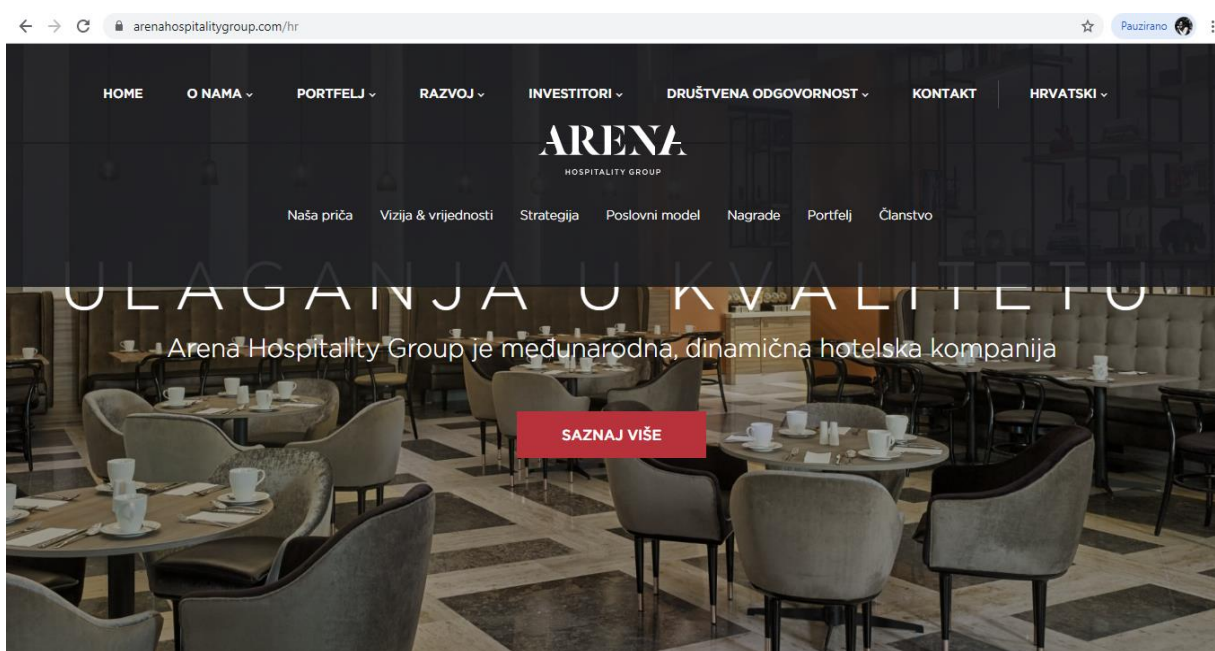 arenahospitalitygroup.com/hr
Pauzirano
HOME O NAMA PORTFELJ RAZVOJ INVESTITORI DRUŠTVENA ODGOVORNOST KONTAKT HRVATSKI
ARENA
HOSPITALITY GROUP
Naša priča Vizija & vrijednosti Strategija Poslovni model Nagrade Portfelj Članstvo
ULAGANJA U KVALITETU
Arena Hospitality Group je međunarodna, dinamična hotelska kompanija
SAZNAJ VIŠE